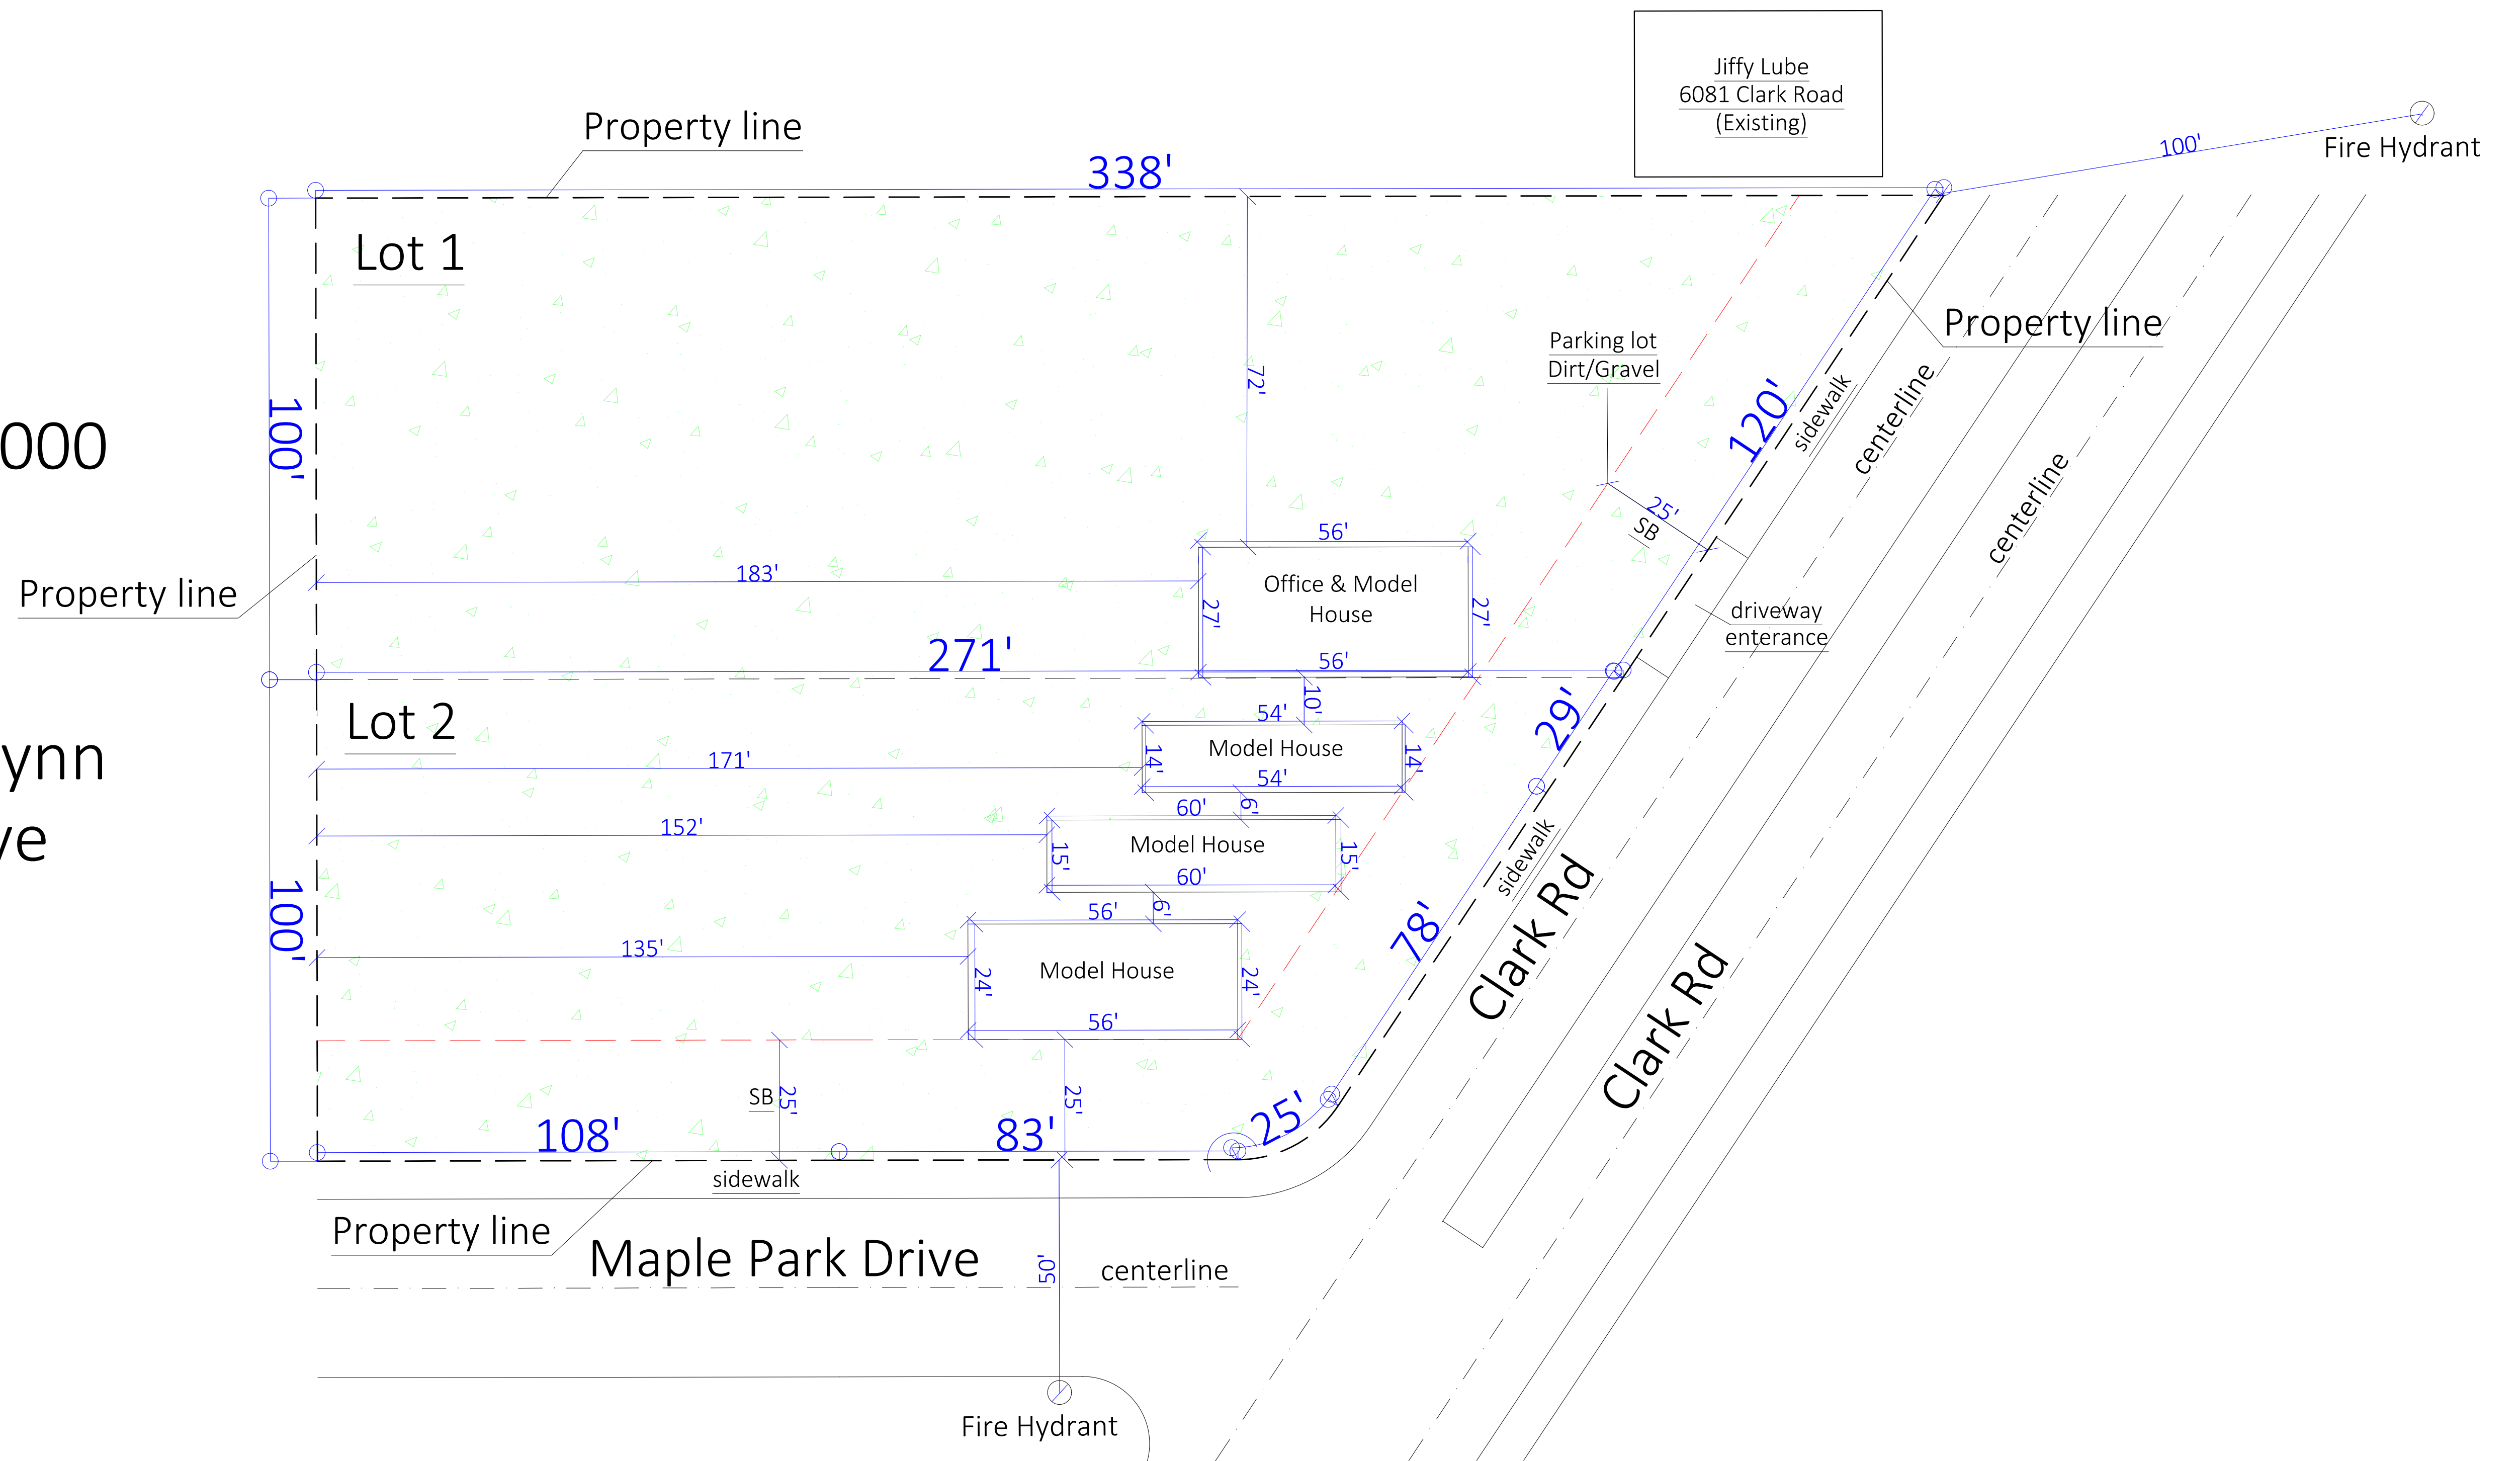 Jiffy Lube
6081 Clark Road
(Existing)
Fire Hydrant
100'
Property line
338'
Lot 1
Property line
Parking lot
Dirt/Gravel
72'
120'
sidewalk
centerline
centerline
100'
000
25'
SB
56'
Office & Model
House
27'
27'
56'
183'
Property line
driveway
enterance
271'
10'
29'
Lot 2
ynn
ve
54'
Model House
14'
14'
54'
171'
6'
60'
Model House
15'
15'
60'
152'
sidewalk
6'
100'
56'
Model House
24'
24'
56'
135'
78'
Clark Rd
Clark Rd
SB
25'
25'
108'
83'
25'
sidewalk
Property line
Maple Park Drive
centerline
50'
Fire Hydrant